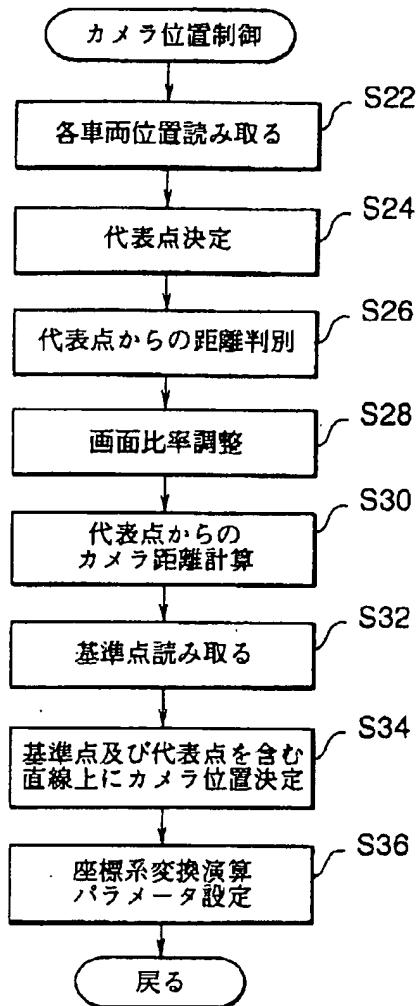 カメラ位置制御
S22
各車両位置読み取る
S24
代表点決定
S26
代表点からの距離判別
S28
画面比率調整
S30
代表点からの
カメラ距離計算
S32
基準点読み取る
S34
基準点及び代表点を含む
直線上にカメラ位置決定
S36
座標系変換演算
パラメータ設定
戻る